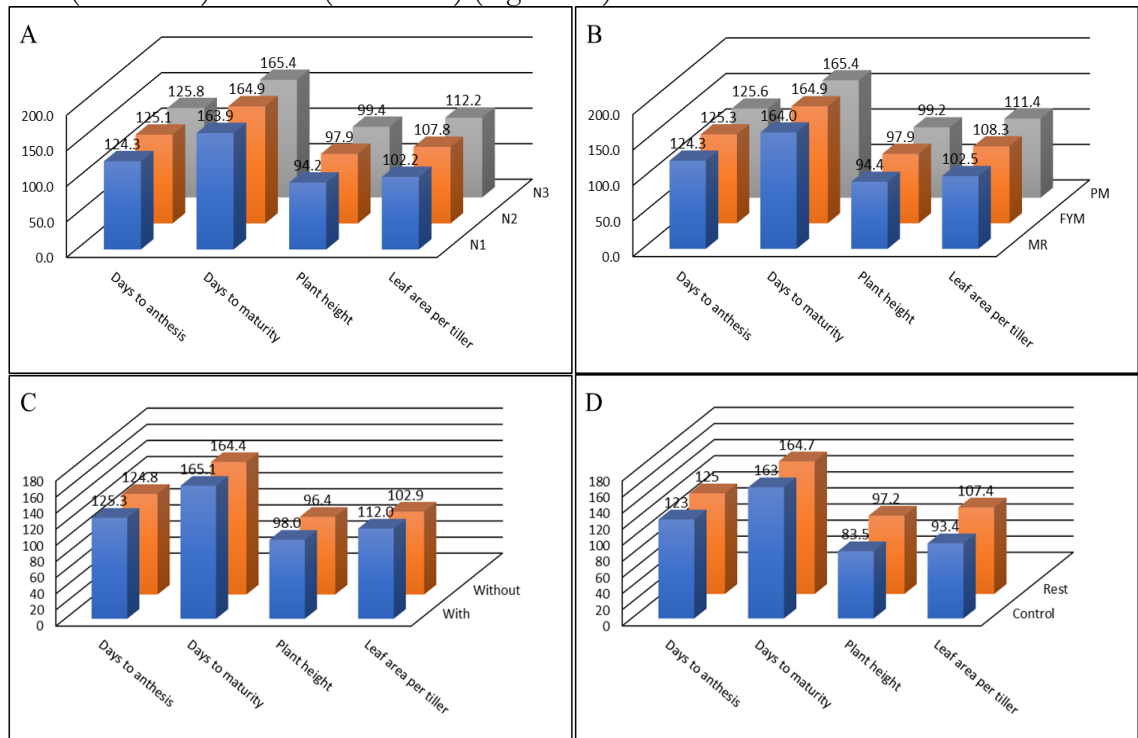 A
165.4
125.8
164.9
99.4
112.2
125.1
163.9
97.9
107.8
124.3
94.2
102.2
200.0
150.0
100.0
50.0
0.0
N3
N2
N1
Days to anthesis
Days to maturity
Plant height
Leaf area per tiller
B
165.4
125.6
164.9
99.2
111.4
125.3
164.0
97.9
108.3
124.3
94.4
102.5
200.0
150.0
100.0
50.0
0.0
PM
FYM
MR
Days to anthesis
Days to maturity
Plant height
Leaf area per tiller
C
164.4
124.8
165.1
96.4
102.9
125.3
98.0
112.0
180
160
140
120
100
80
60
40
20
0
Without
With
Days to anthesis
Days to maturity
Plant height
Leaf area per tiller
D
164.7
125
163
97.2
107.4
123
83.5
93.4
180
160
140
120
100
80
60
40
20
0
Rest
Control
Days to anthesis
Days to maturity
Plant height
Leaf area per tiller